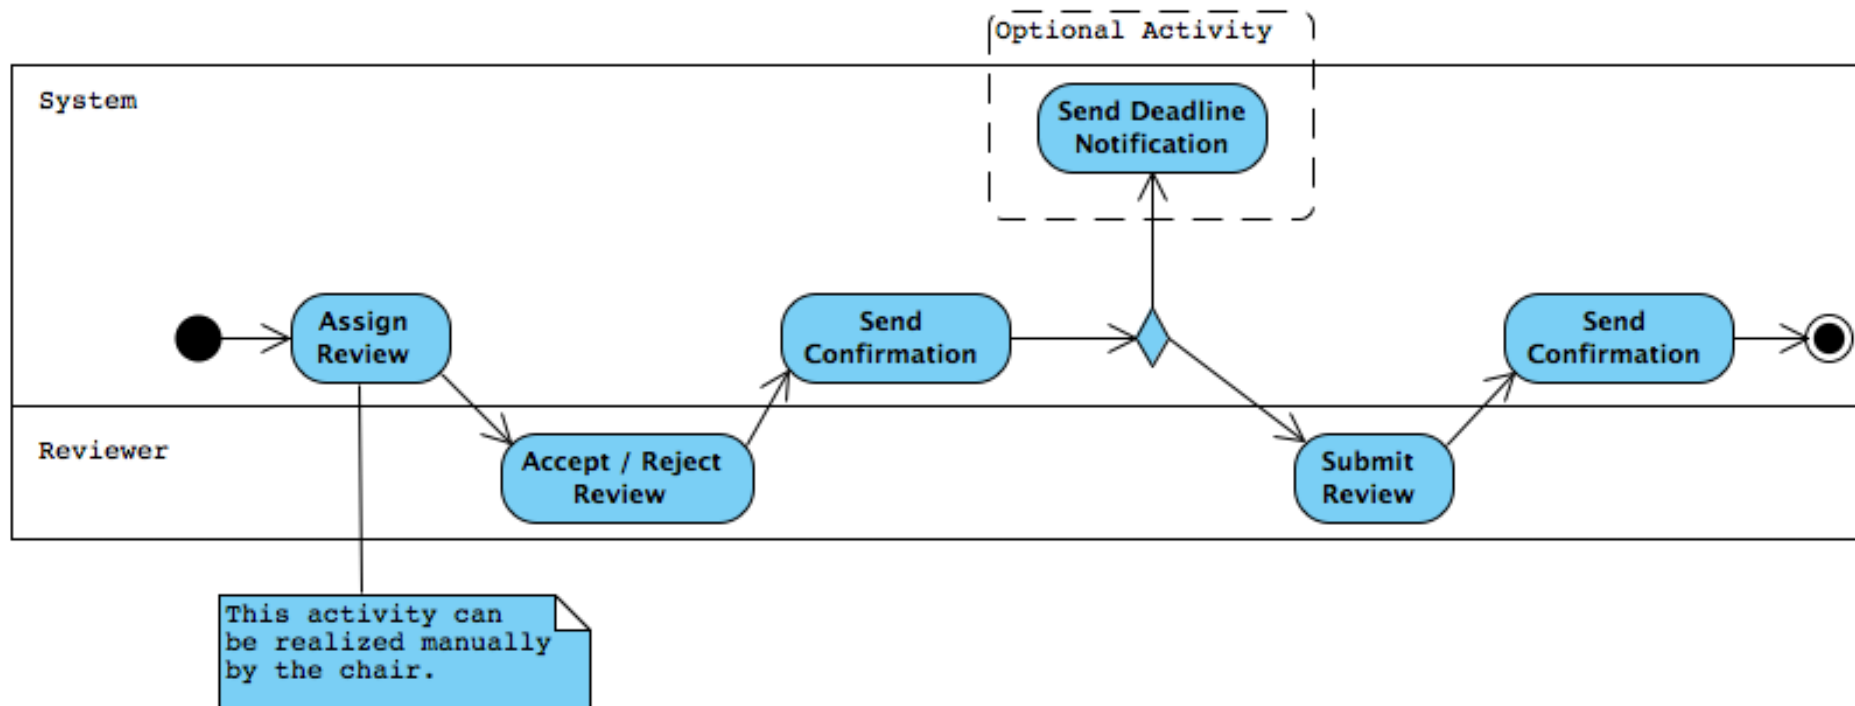 Optional Activity
System
Send Deadline
Notification
Assign
Review
Send
Confirmation
Send
Confirmation
Reviewer
Accept / Reject
Review
Submit
Review
This activity can
be realized manually
by the chair.